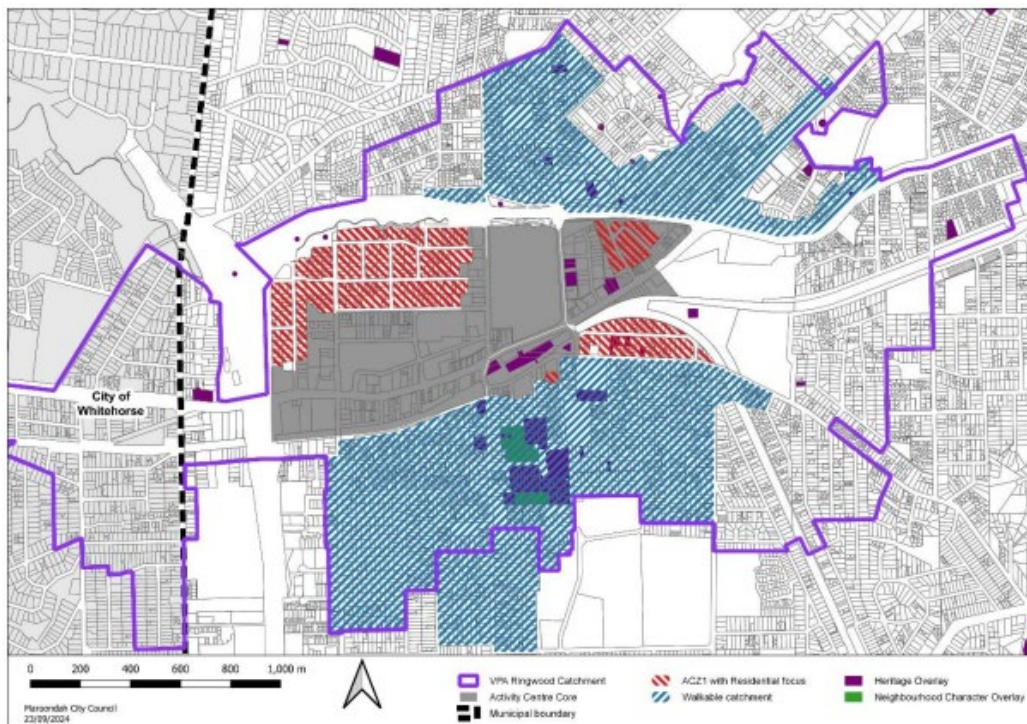 City of
Whitehorse
0 200 400 600 800 1,000 m
Maroondah City Council
23/09/2024
VPA Ringwood Catchment
Activity Centre Core
Municipal boundary
ACZ1 with Residential focus
Walkable catchment
Heritage Overlay
Neighbourhood Character Overlay